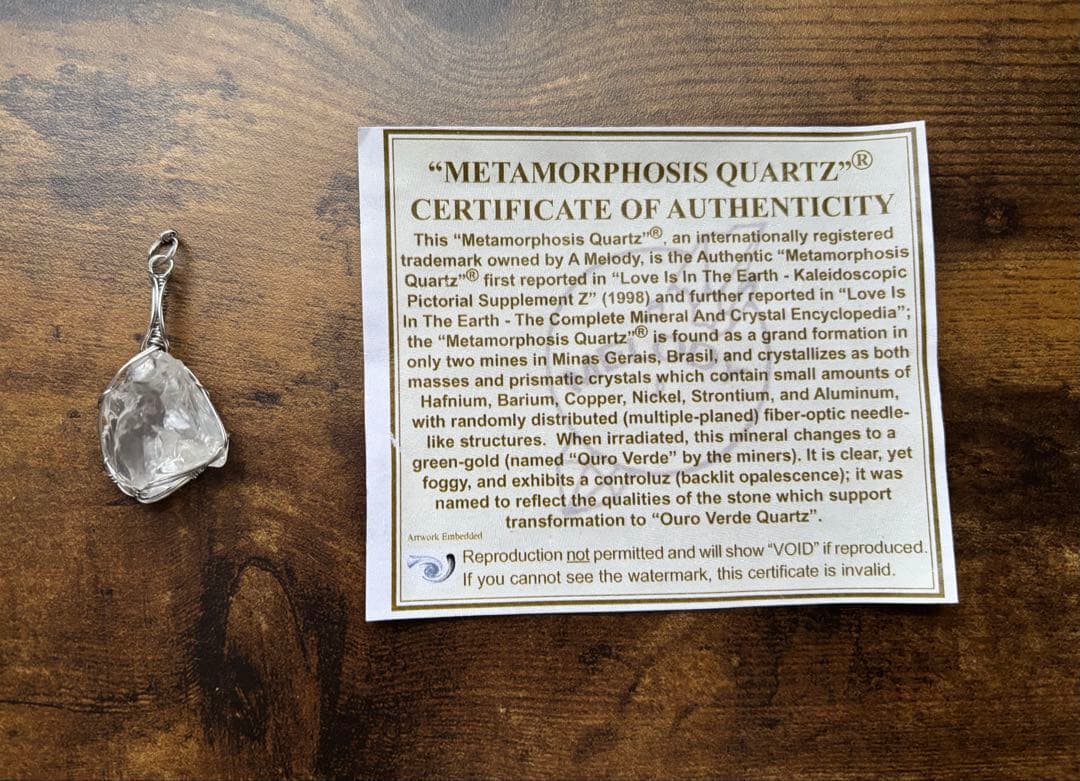 “METAMORPHOSIS QUARTZ”®
CERTIFICATE OF AUTHENTICITY
This “Metamorphosis Quartz”®, an internationally registered
trademark owned by A Melody, is the Authentic “Metamorphosis
Quartz”® first reported in “Love Is In The Earth - Kaleidoscopic
Pictorial Supplement Z” (1998) and further reported in “Love Is
In The Earth - The Complete Mineral And Crystal Encyclopedia”;
the “Metamorphosis Quartz”® is found as a grand formation in
only two mines in Minas Gerais, Brasil, and crystallizes as both
masses and prismatic crystals which contain small amounts of
Hafnium, Barium, Copper, Nickel, Strontium, and Aluminum,
with randomly distributed (multiple-planed) fiber-optic needle-
like structures. When irradiated, this mineral changes to a
green-gold (named “Ouro Verde” by the miners). It is clear, yet
foggy, and exhibits a controluz (backlit opalescence); it was
named to reflect the qualities of the stone which support
transformation to “Ouro Verde Quartz”.
Artwork Embedded
Reproduction not permitted and will show “VOID” if reproduced.
If you cannot see the watermark, this certificate is invalid.